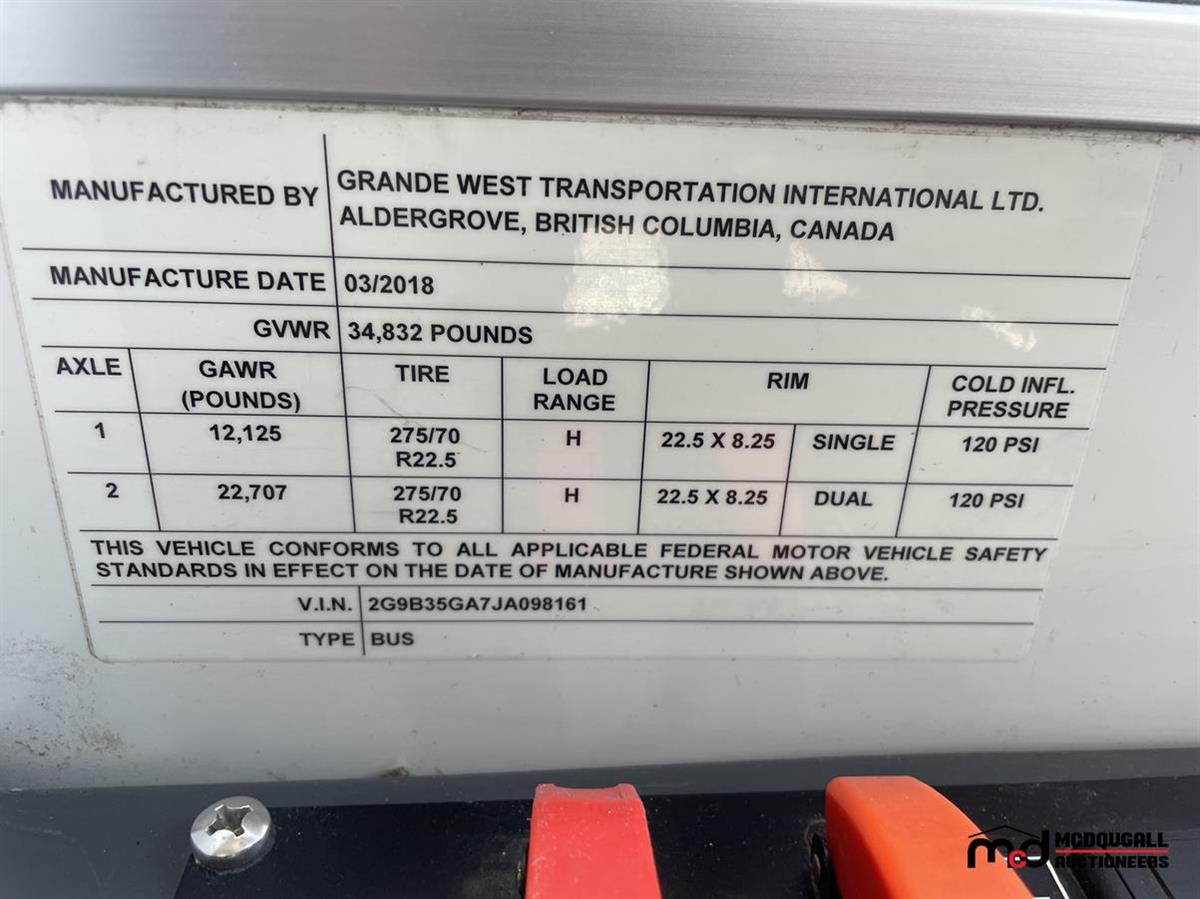 MANUFACTURED BY GRANDE WEST TRANSPORTATION INTERNATIONAL LTD.
ALDERGROVE, BRITISH COLUMBIA, CANADA
MANUFACTURE DATE 03/2018
GVWR 34,832 POUNDS
AXLE GAWR (POUNDS) TIRE LOAD RANGE RIM COLD INFL. PRESSURE
1 12,125 275/70 R22.5 H 22.5 X 8.25 SINGLE 120 PSI
2 22,707 275/70 R22.5 H 22.5 X 8.25 DUAL 120 PSI
THIS VEHICLE CONFORMS TO ALL APPLICABLE FEDERAL MOTOR VEHICLE SAFETY
STANDARDS IN EFFECT ON THE DATE OF MANUFACTURE SHOWN ABOVE.
V.I.N. 2G9B35GA7JA098161
TYPE BUS
mcd MCDOUGALL
AUCTIONEERS